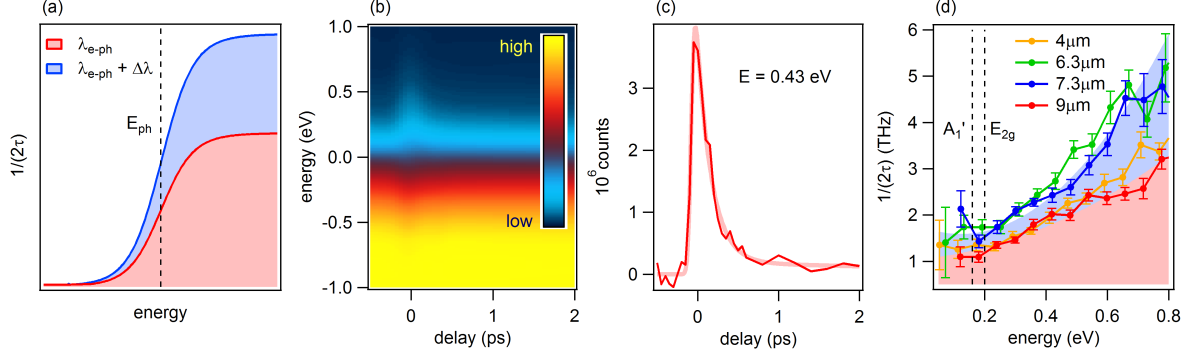 (a)
λe-ph
λe-ph + Δλ
Eph
1/(2τ)
energy
(b)
1.0
0.5
0.0
-0.5
-1.0
energy (eV)
high
low
0
1
2
delay (ps)
(c)
E = 0.43 eV
10⁶ counts
3
2
1
0
0
1
2
delay (ps)
(d)
4μm
6.3μm
7.3μm
9μm
A₁'
E2g
1/(2τ) (THz)
6
5
4
3
2
1
0.2
0.4
0.6
0.8
energy (eV)